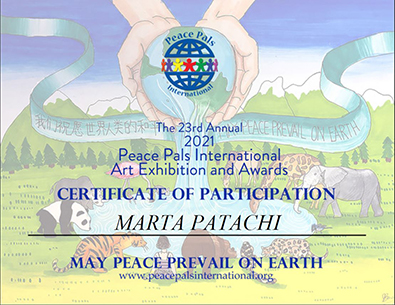 Peace Pals
International
The 23rd Annual
2021
PEACE PREVAIL ON EARTH
Peace Pals International
Art Exhibition and Awards
CERTIFICATE OF PARTICIPATION
MARTA PATACHI
MAY PEACE PREVAIL ON EARTH
www.peacepalsinternational.org